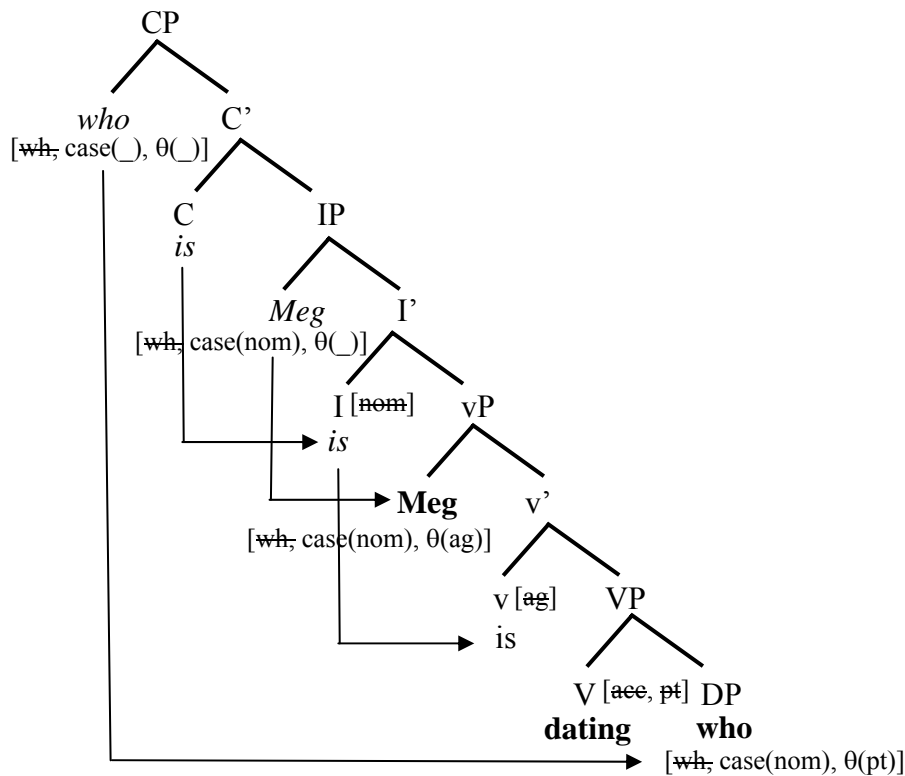 CP
who C’
[wh, case(_), θ(_)]
C IP
is
Meg I’
[wh, case(nom), θ(_)]
I [nom] vP
is
Meg v’
[wh, case(nom), θ(ag)]
v [ag] VP
is
V [acc, pt] DP
dating who
[wh, case(nom), θ(pt)]